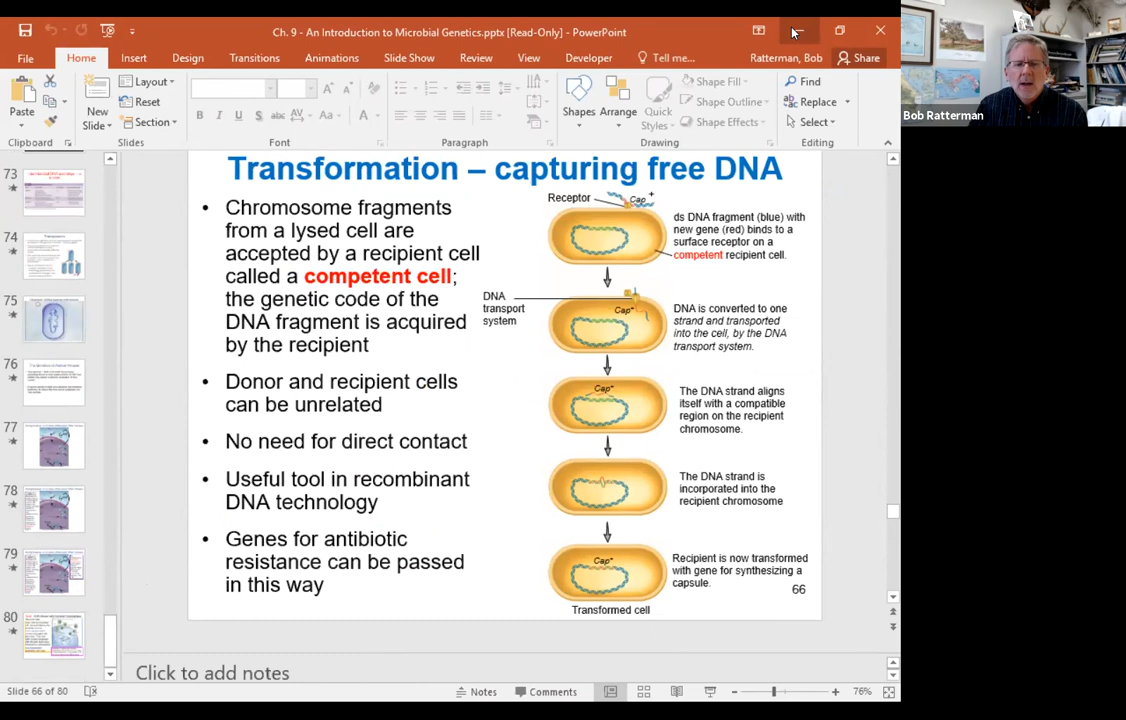 Ch. 9 - An Introduction to Microbial Genetics.pptx [Read-Only] - PowerPoint
File
Home
Insert
Design
Transitions
Animations
Slide Show
Review
View
Developer
Tell me...
Ratterman, Bob
Share
Paste
New
Slide
Layout
Reset
Section
B I U S abc AV Aa A
Shapes
Arrange
Quick
Styles
Shape Fill
Shape Outline
Shape Effects
Find
Replace
Select
Clipboard
Slides
Font
Paragraph
Drawing
Editing
Bob Ratterman
73
74
75
76
77
78
79
80
Transformation – capturing free DNA
• Chromosome fragments
from a lysed cell are
accepted by a recipient cell
called a competent cell;
the genetic code of the
DNA fragment is acquired
by the recipient
• Donor and recipient cells
can be unrelated
• No need for direct contact
• Useful tool in recombinant
DNA technology
• Genes for antibiotic
resistance can be passed
in this way
Receptor
Cap+
ds DNA fragment (blue) with
new gene (red) binds to a
surface receptor on a
competent recipient cell.
DNA
transport
system
Cap+
DNA is converted to one
strand and transported
into the cell, by the DNA
transport system.
Cap+
The DNA strand aligns
itself with a compatible
region on the recipient
chromosome.
The DNA strand is
incorporated into the
recipient chromosome
Cap+
Recipient is now transformed
with gene for synthesizing a
capsule.
66
Transformed cell
Click to add notes
Slide 66 of 80
Notes
Comments
76%